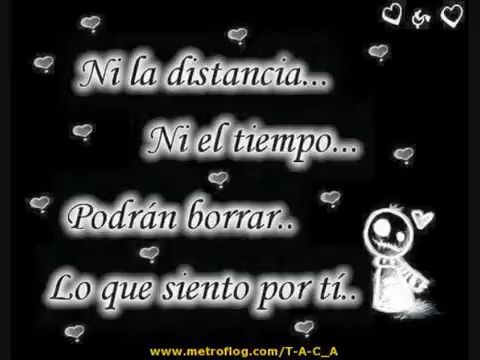 Ni la distancia...
Ni el tiempo...
Podrán borrar..
Lo que siento por tí..
www.metroflog.com/T-A-C_A